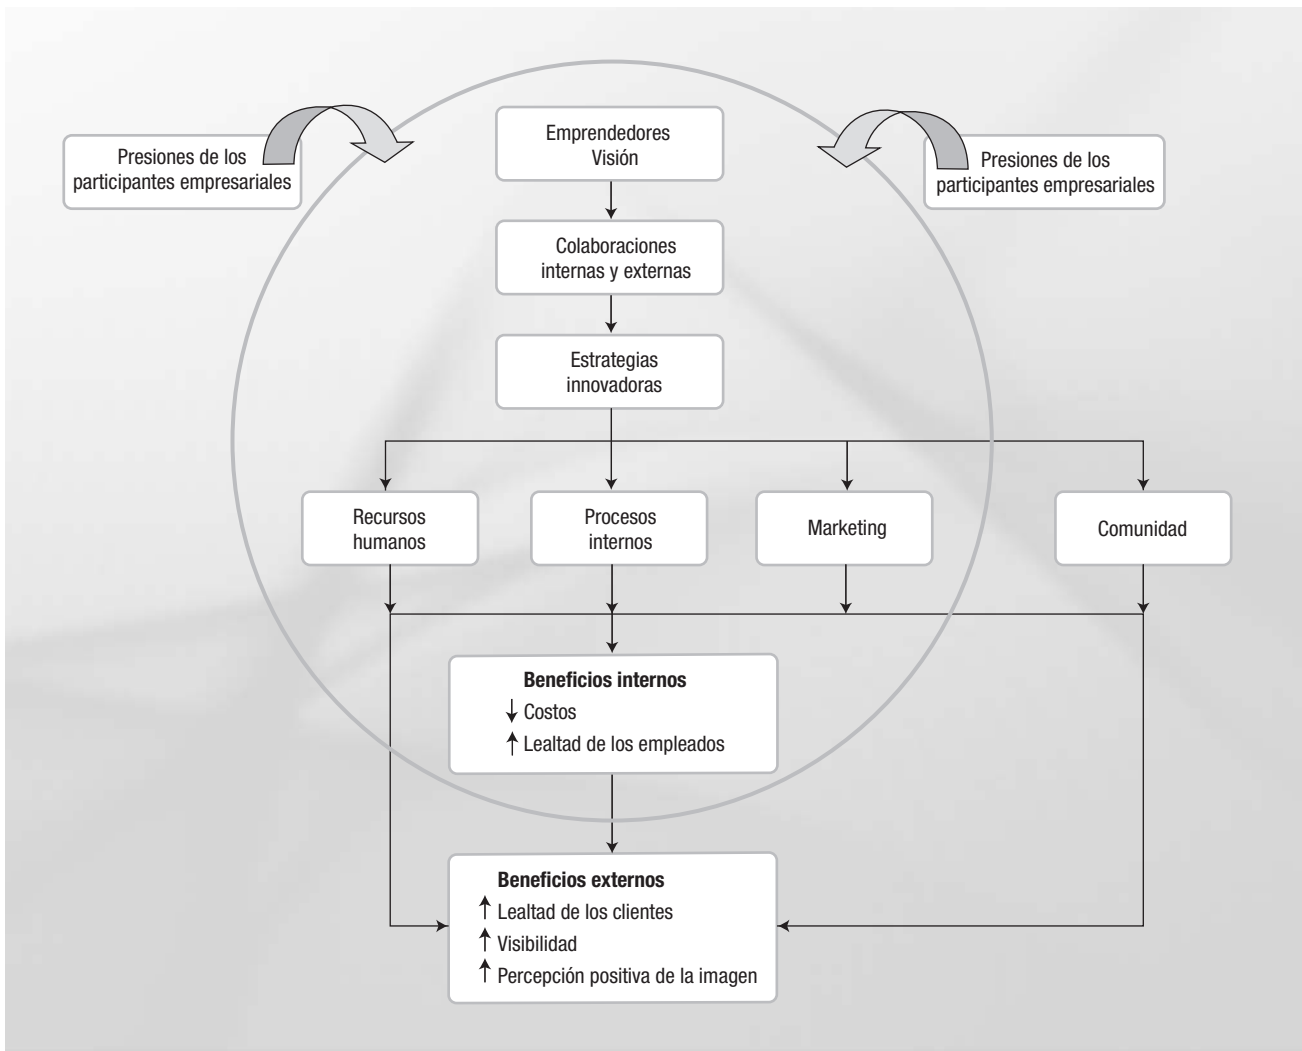 Emprendedores
Visión
Presiones de los
participantes empresariales
Presiones de los
participantes empresariales
Colaboraciones
internas y externas
Estrategias
innovadoras
Recursos
humanos
Procesos
internos
Marketing
Comunidad
Beneficios internos
↓ Costos
↑ Lealtad de los empleados
Beneficios externos
↑ Lealtad de los clientes
↑ Visibilidad
↑ Percepción positiva de la imagen